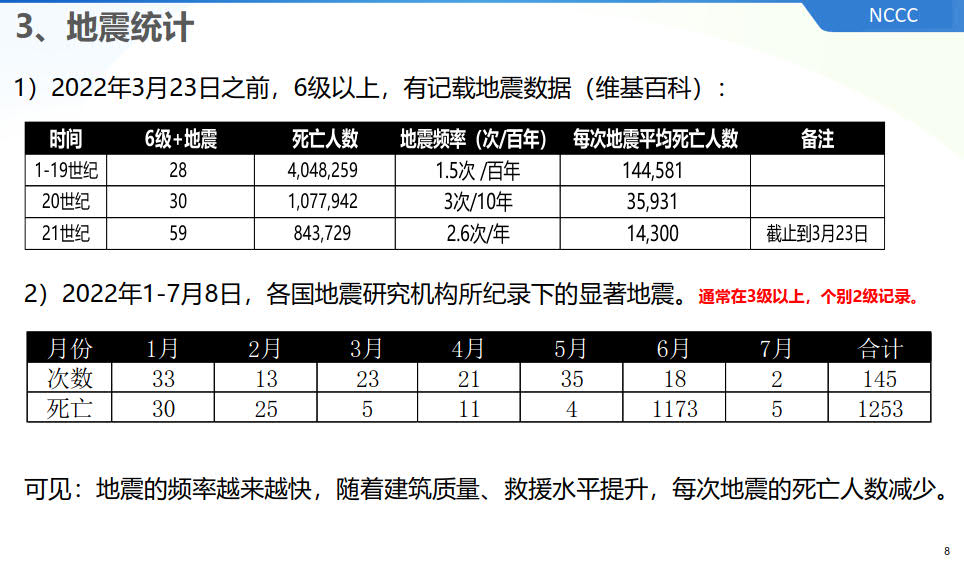 NCCC
3、地震统计
1）2022年3月23日之前，6级以上，有记载地震数据（维基百科）：
时间 6级+地震 死亡人数 地震频率（次/百年） 每次地震平均死亡人数 备注
1-19世纪 28 4,048,259 1.5次 /百年 144,581
20世纪 30 1,077,942 3次/10年 35,931
21世纪 59 843,729 2.6次/年 14,300 截止到3月23日
2）2022年1-7月8日，各国地震研究机构所纪录下的显著地震。通常在3级以上，个别2级记录。
月份 1月 2月 3月 4月 5月 6月 7月 合计
次数 33 13 23 21 35 18 2 145
死亡 30 25 5 11 4 1173 5 1253
可见：地震的频率越来越快，随着建筑质量、救援水平提升，每次地震的死亡人数减少。
8